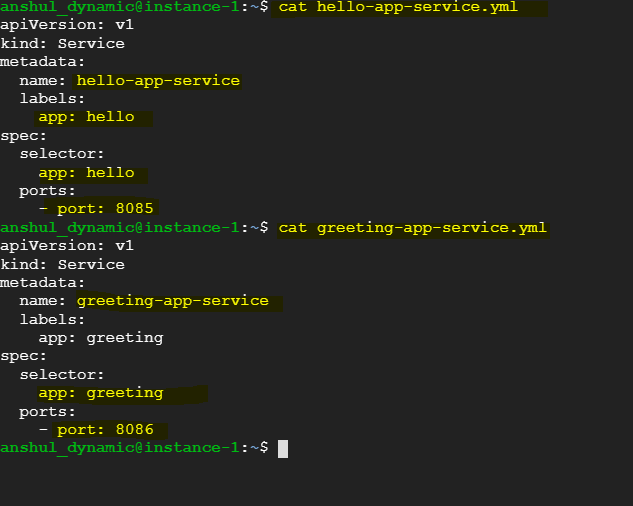 anshul_dynamic@instance-1:~$ cat hello-app-service.yml
apiVersion: v1
kind: Service
metadata:
  name: hello-app-service
  labels:
    app: hello
spec:
  selector:
    app: hello
  ports:
    - port: 8085
anshul_dynamic@instance-1:~$ cat greeting-app-service.yml
apiVersion: v1
kind: Service
metadata:
  name: greeting-app-service
  labels:
    app: greeting
spec:
  selector:
    app: greeting
  ports:
    - port: 8086
anshul_dynamic@instance-1:~$